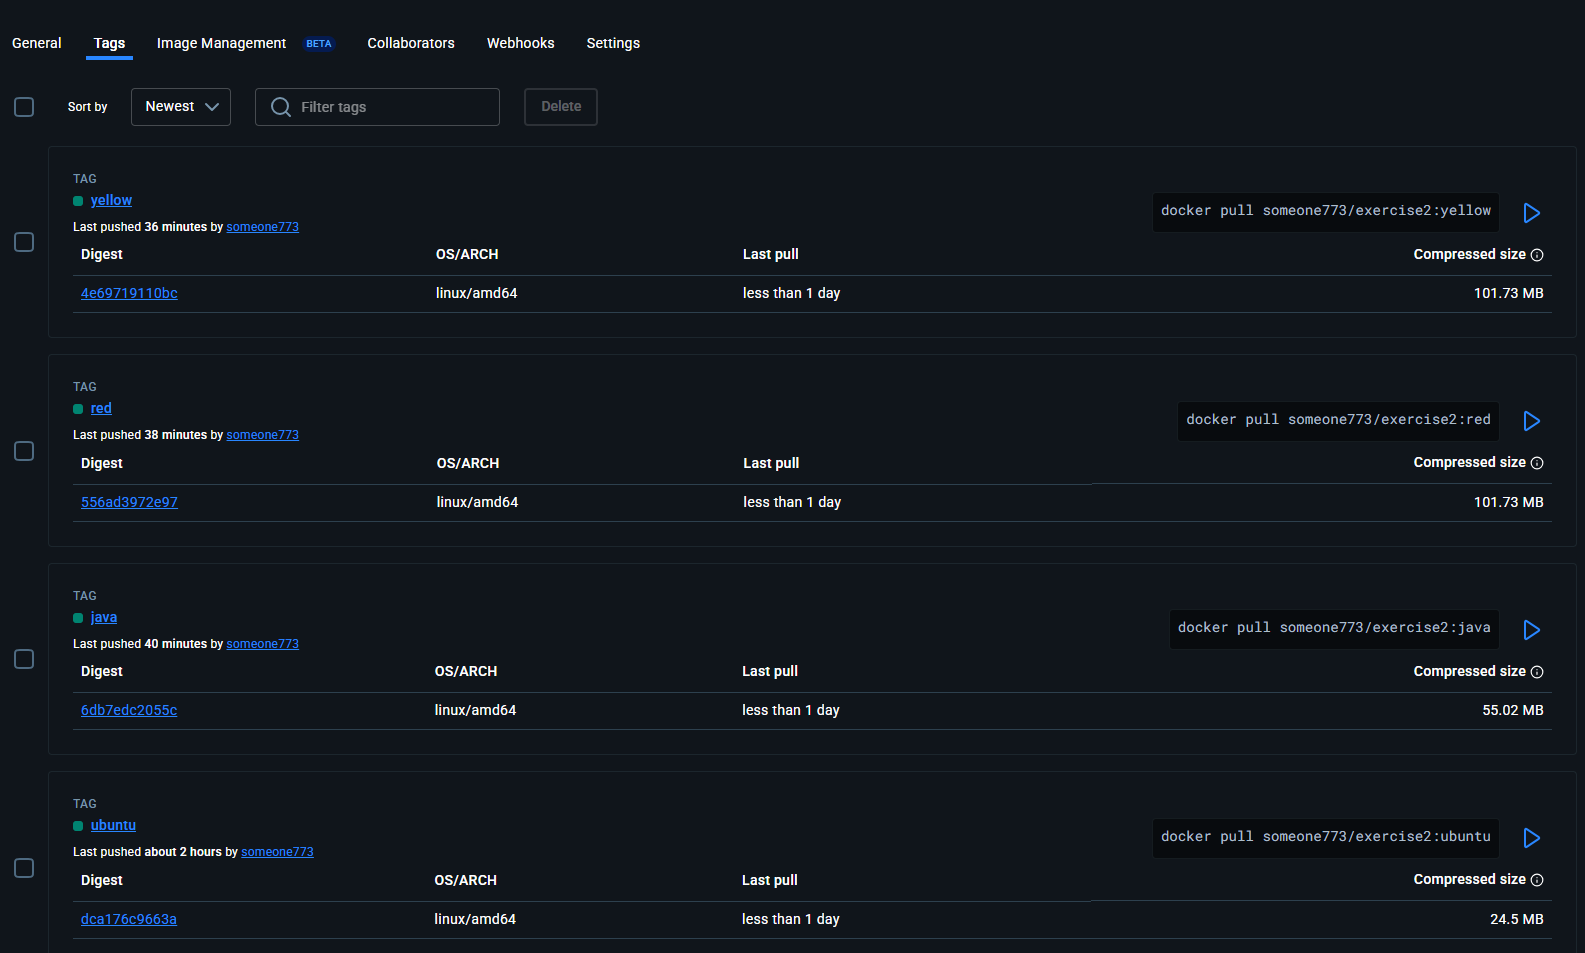 General Tags Image Management BETA Collaborators Webhooks Settings
Sort by Newest Filter tags Delete
TAG
yellow
docker pull someone773/exercise2:yellow
Last pushed 36 minutes by someone773
Digest OS/ARCH Last pull Compressed size
4e69719110bc linux/amd64 less than 1 day 101.73 MB
TAG
red
docker pull someone773/exercise2:red
Last pushed 38 minutes by someone773
Digest OS/ARCH Last pull Compressed size
556ad3972e97 linux/amd64 less than 1 day 101.73 MB
TAG
java
docker pull someone773/exercise2:java
Last pushed 40 minutes by someone773
Digest OS/ARCH Last pull Compressed size
6db7edc2055c linux/amd64 less than 1 day 55.02 MB
TAG
ubuntu
docker pull someone773/exercise2:ubuntu
Last pushed about 2 hours by someone773
Digest OS/ARCH Last pull Compressed size
dca176c9663a linux/amd64 less than 1 day 24.5 MB